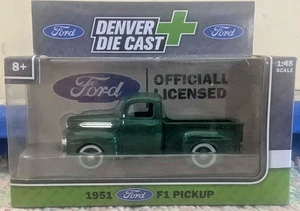 Ford
DENVER
DIE CAST
Ford
8+
1:48
SCALE
Ford
OFFICIALL
LICENSED
1951 Ford F1 PICKUP